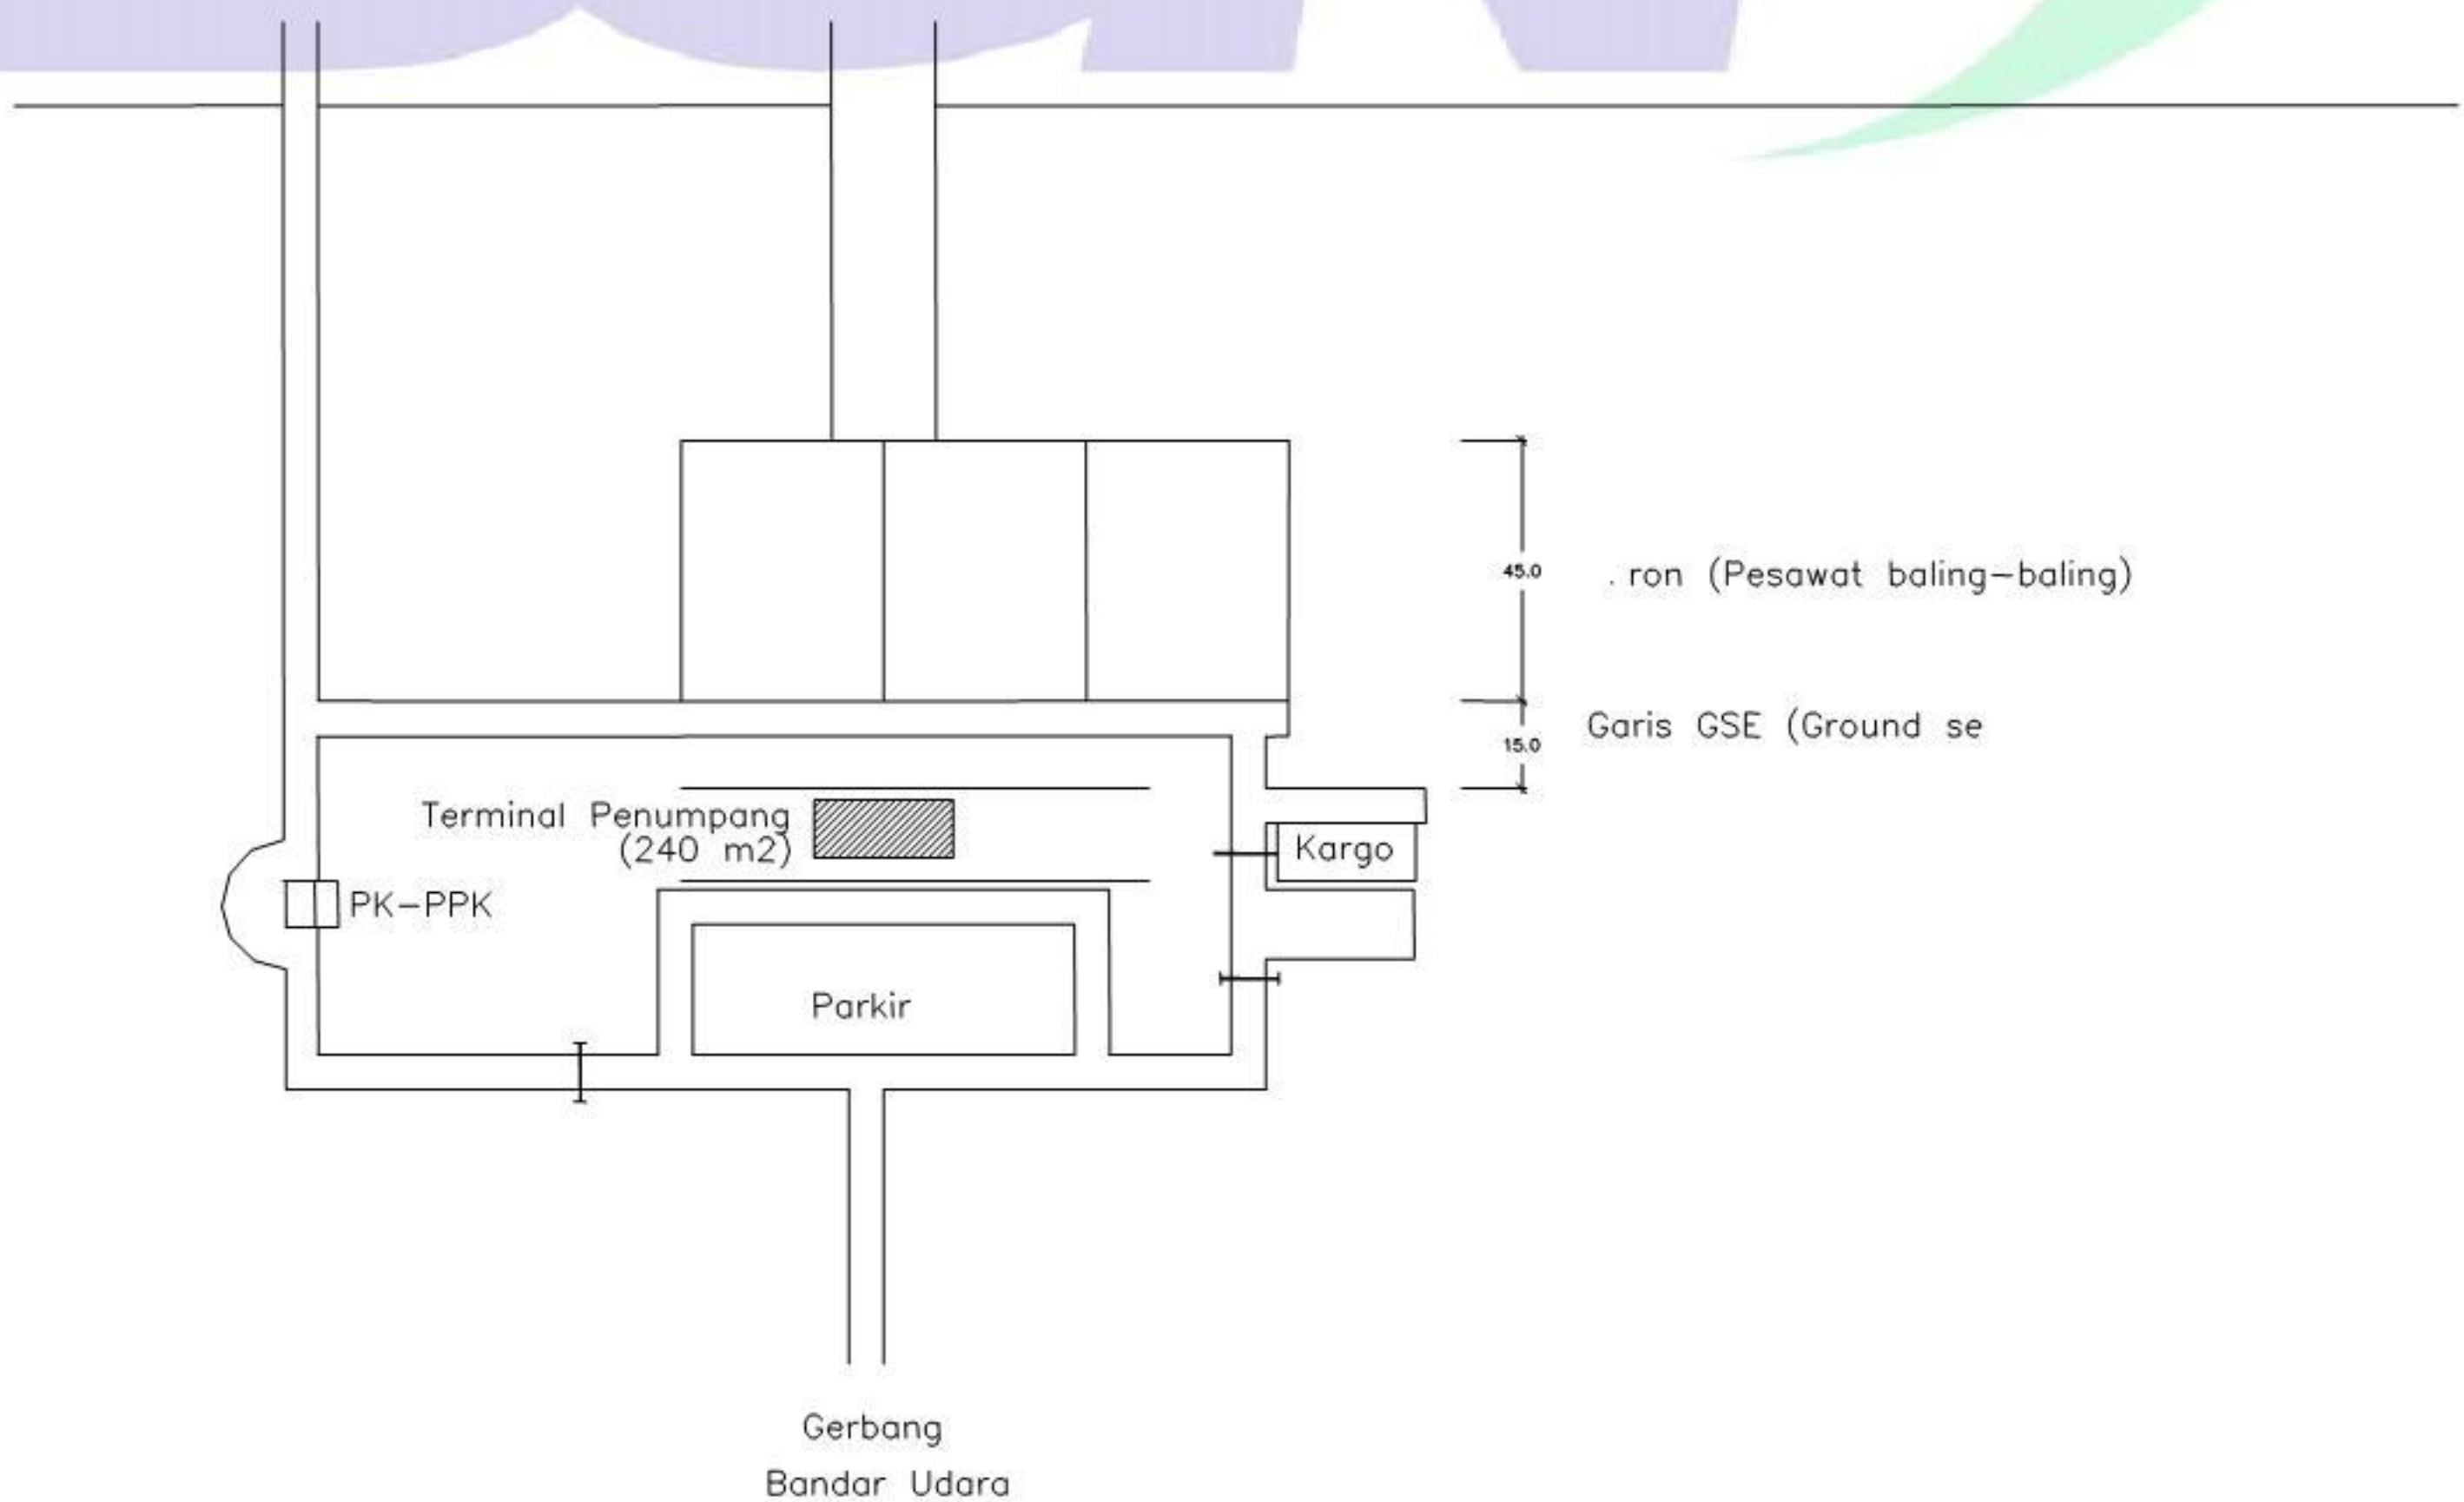 45.0
. ron (Pesawat baling-baling)
Garis GSE (Ground se
15.0
Terminal Penumpang
(240 m2)
Kargo
PK-PPK
Parkir
Gerbang
Bandar Udara